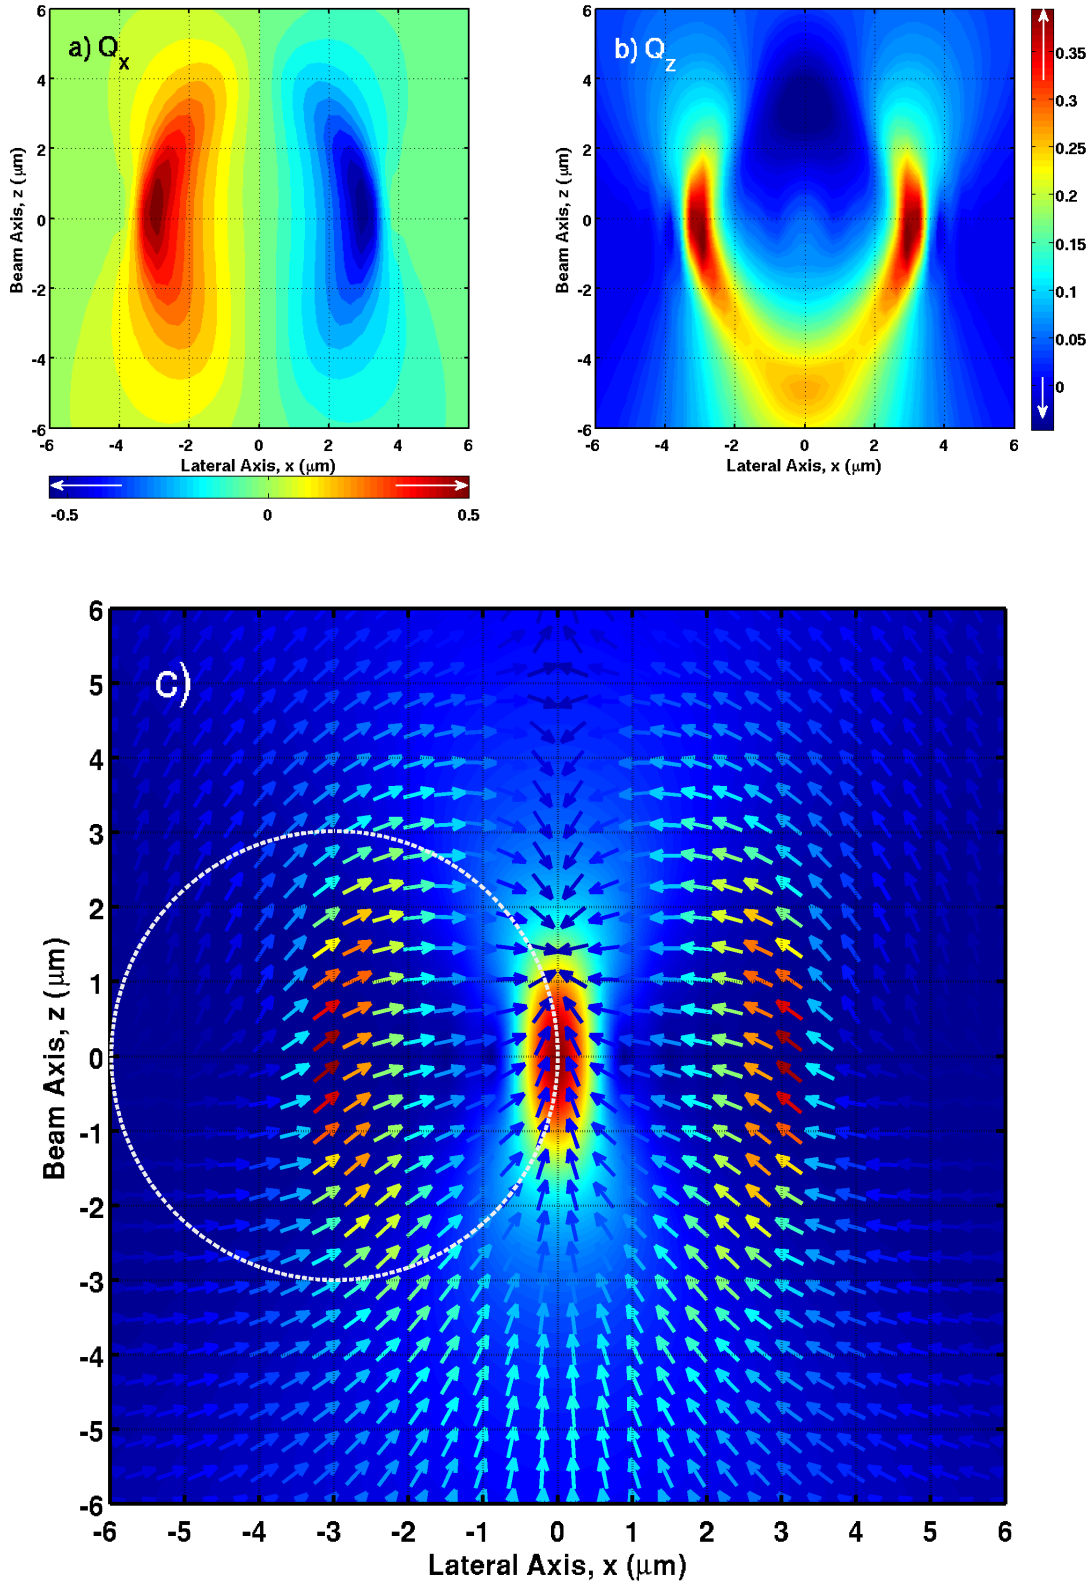 a) Qx
Beam Axis, z (μm)
6
4
2
0
-2
-4
-6
-6 -4 -2 0 2 4 6
Lateral Axis, x (μm)
-0.5 0 0.5
b) Qz
Beam Axis, z (μm)
6
4
2
0
-2
-4
-6
-6 -4 -2 0 2 4 6
Lateral Axis, x (μm)
0.35
0.3
0.25
0.2
0.15
0.1
0.05
0
c)
Beam Axis, z (μm)
6
5
4
3
2
1
0
-1
-2
-3
-4
-5
-6
-6 -5 -4 -3 -2 -1 0 1 2 3 4 5 6
Lateral Axis, x (μm)